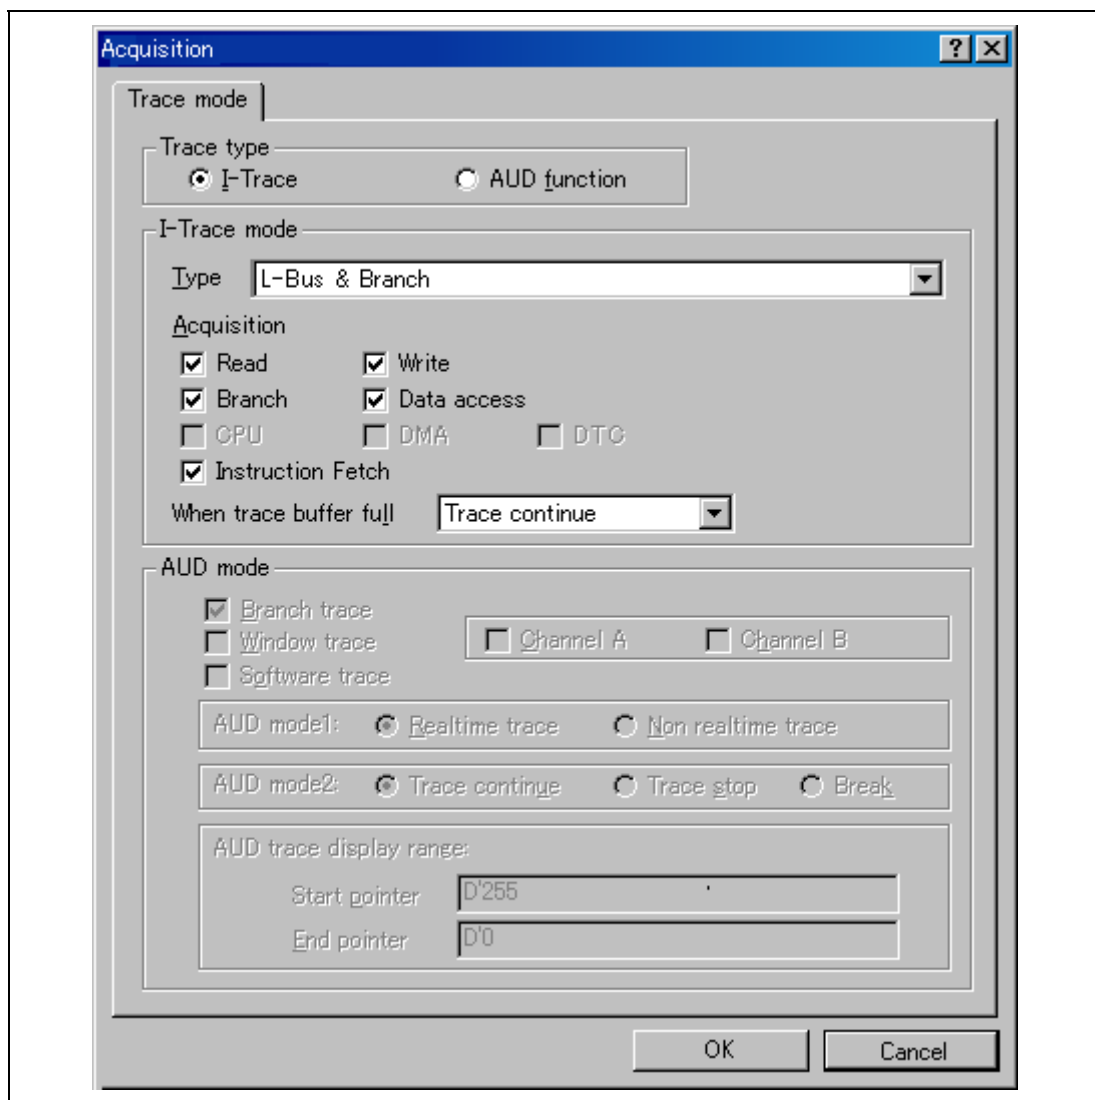 Acquisition
Trace mode
Trace type
I-Trace AUD function
I-Trace mode
Type L-Bus & Branch
Acquisition
Read Write
Branch Data access
CPU DMA DTC
Instruction Fetch
When trace buffer full Trace continue
AUD mode
Branch trace
Window trace Channel A Channel B
Software trace
AUD mode1: Realtime trace Non realtime trace
AUD mode2: Trace continue Trace stop Break
AUD trace display range:
Start pointer D'255
End pointer D'0
OK Cancel